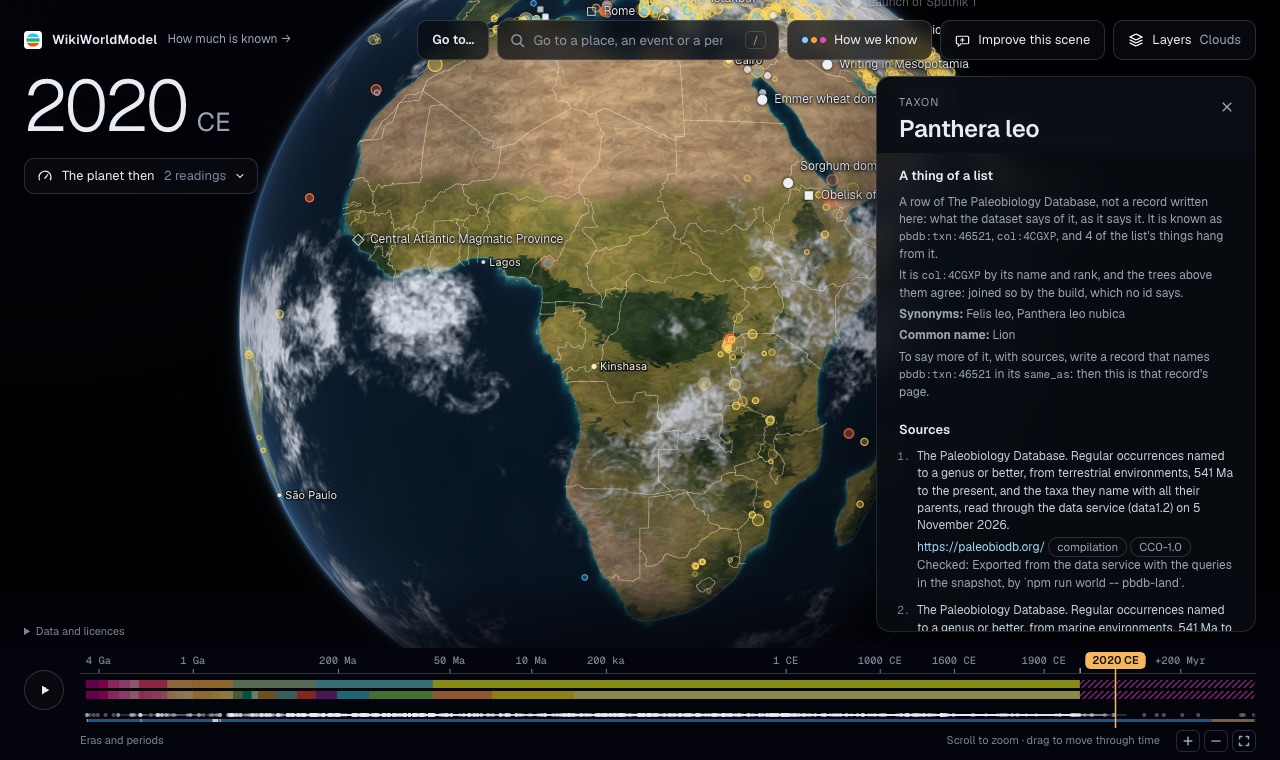 Launch of Sputnik 1
Rome
WikiWorldModel
How much is known →
Go to…
Go to a place, an event or a per
/
How we know
Improve this scene
Layers Clouds
Cairo
Writing in Mesopotamia
2020 CE
Emmer wheat dom
The planet then 2 readings
Sorghum dom
Obelisk of
Central Atlantic Magmatic Province
Lagos
Kinshasa
São Paulo
TAXON
Panthera leo
A thing of a list
A row of The Paleobiology Database, not a record written
here: what the dataset says of it, as it says it. It is known as
pbdb:txn:46521, col:4CGXP, and 4 of the list's things hang
from it.
It is col:4CGXP by its name and rank, and the trees above
them agree: joined so by the build, which no id says.
Synonyms: Felis leo, Panthera leo nubica
Common name: Lion
To say more of it, with sources, write a record that names
pbdb:txn:46521 in its same_as: then this is that record's
page.
Sources
1. The Paleobiology Database. Regular occurrences named
to a genus or better, from terrestrial environments, 541 Ma
to the present, and the taxa they name with all their
parents, read through the data service (data1.2) on 5
November 2026.
https://paleobiodb.org/ compilation CC0-1.0
Checked: Exported from the data service with the queries
in the snapshot, by `npm run world -- pbdb-land`.
2. The Paleobiology Database. Regular occurrences named
to a genus or better, from marine environments, 541 Ma to
Data and licences
4 Ga
1 Ga
200 Ma
50 Ma
10 Ma
200 ka
1 CE
1000 CE
1600 CE
1900 CE
2020 CE
+200 Myr
Eras and periods
Scroll to zoom · drag to move through time